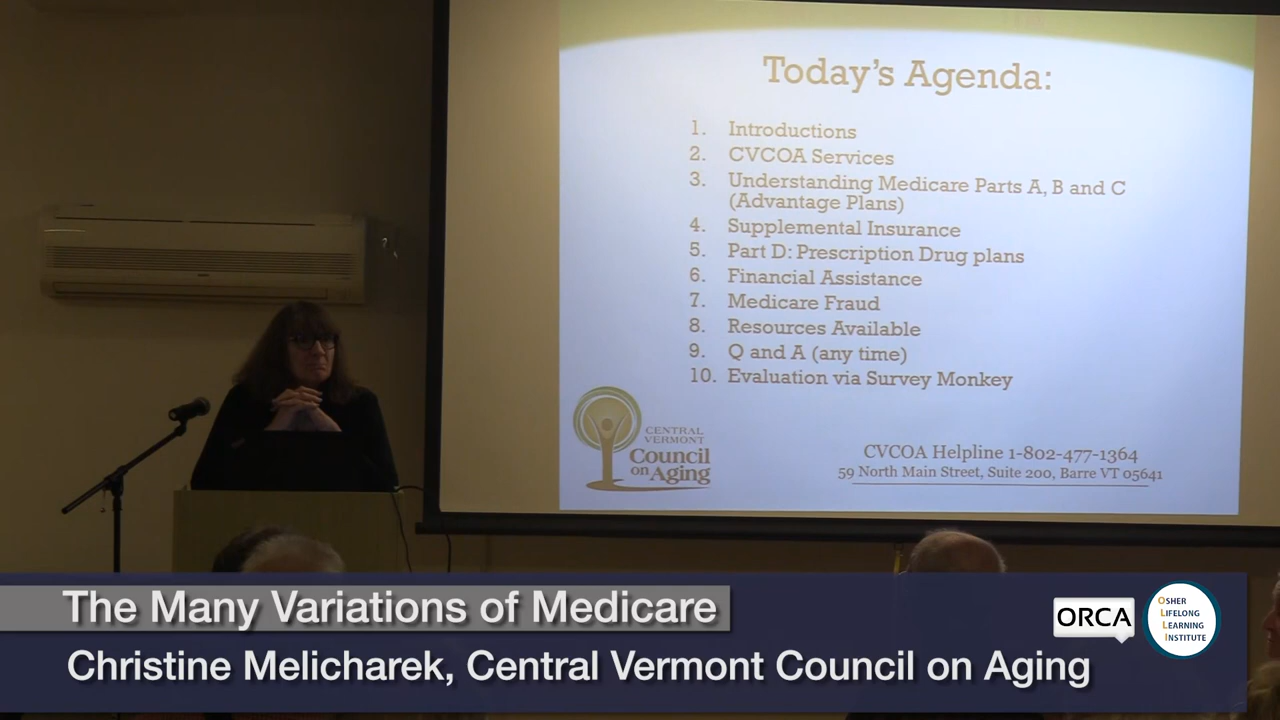 Today's Agenda:
1. Introductions
2. CVCOA Services
3. Understanding Medicare Parts A, B and C
(Advantage Plans)
4. Supplemental Insurance
5. Part D: Prescription Drug plans
6. Financial Assistance
7. Medicare Fraud
8. Resources Available
9. Q and A (any time)
10. Evaluation via Survey Monkey
CENTRAL
VERMONT
Council
on Aging
CVCOA Helpline 1-802-477-1364
59 North Main Street, Suite 200, Barre VT 05641
The Many Variations of Medicare
Christine Melicharek, Central Vermont Council on Aging
ORCA
OSHER
LIFELONG
LEARNING
INSTITUTE